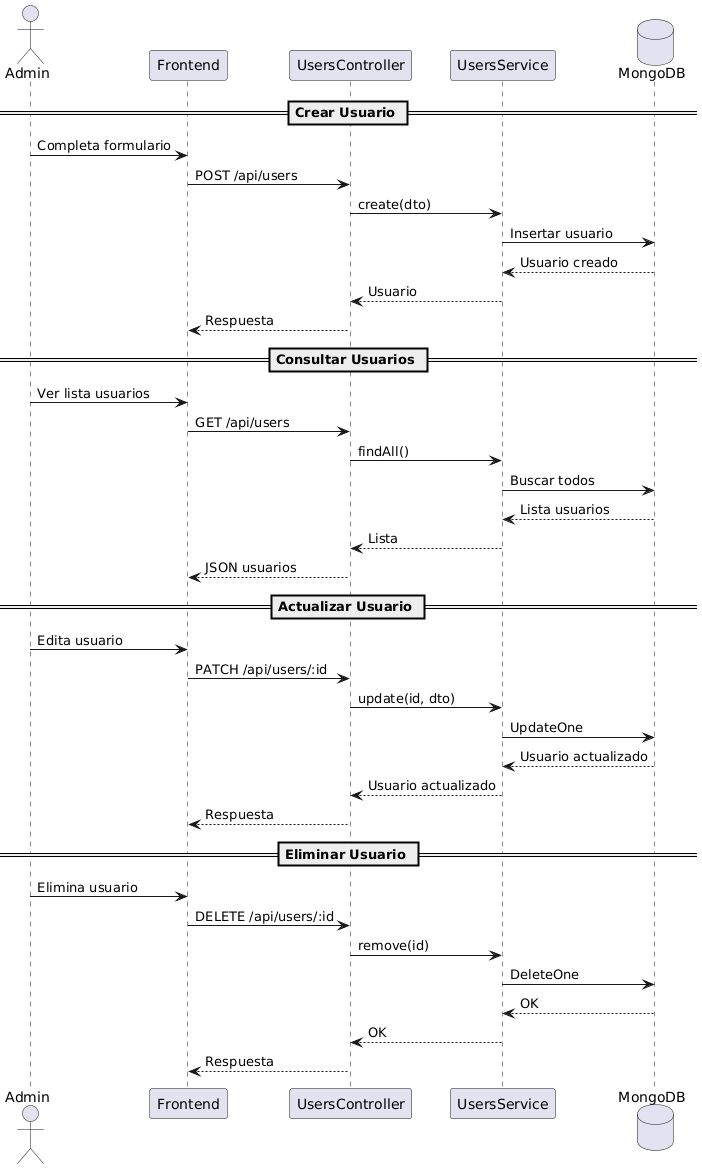 Admin
Frontend
UsersController
UsersService
MongoDB
Crear Usuario
Completa formulario
POST /api/users
create(dto)
Insertar usuario
Usuario creado
Usuario
Respuesta
Consultar Usuarios
Ver lista usuarios
GET /api/users
findAll()
Buscar todos
Lista usuarios
Lista
JSON usuarios
Actualizar Usuario
Edita usuario
PATCH /api/users/:id
update(id, dto)
UpdateOne
Usuario actualizado
Usuario actualizado
Respuesta
Eliminar Usuario
Elimina usuario
DELETE /api/users/:id
remove(id)
DeleteOne
OK
OK
Respuesta
Admin
Frontend
UsersController
UsersService
MongoDB